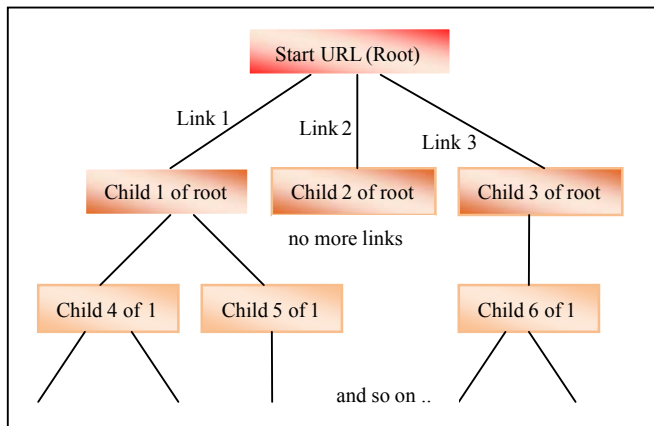 Start URL (Root)
Link 1
Link 2
Link 3
Child 1 of root
Child 2 of root
Child 3 of root
no more links
Child 4 of 1
Child 5 of 1
Child 6 of 1
and so on ..